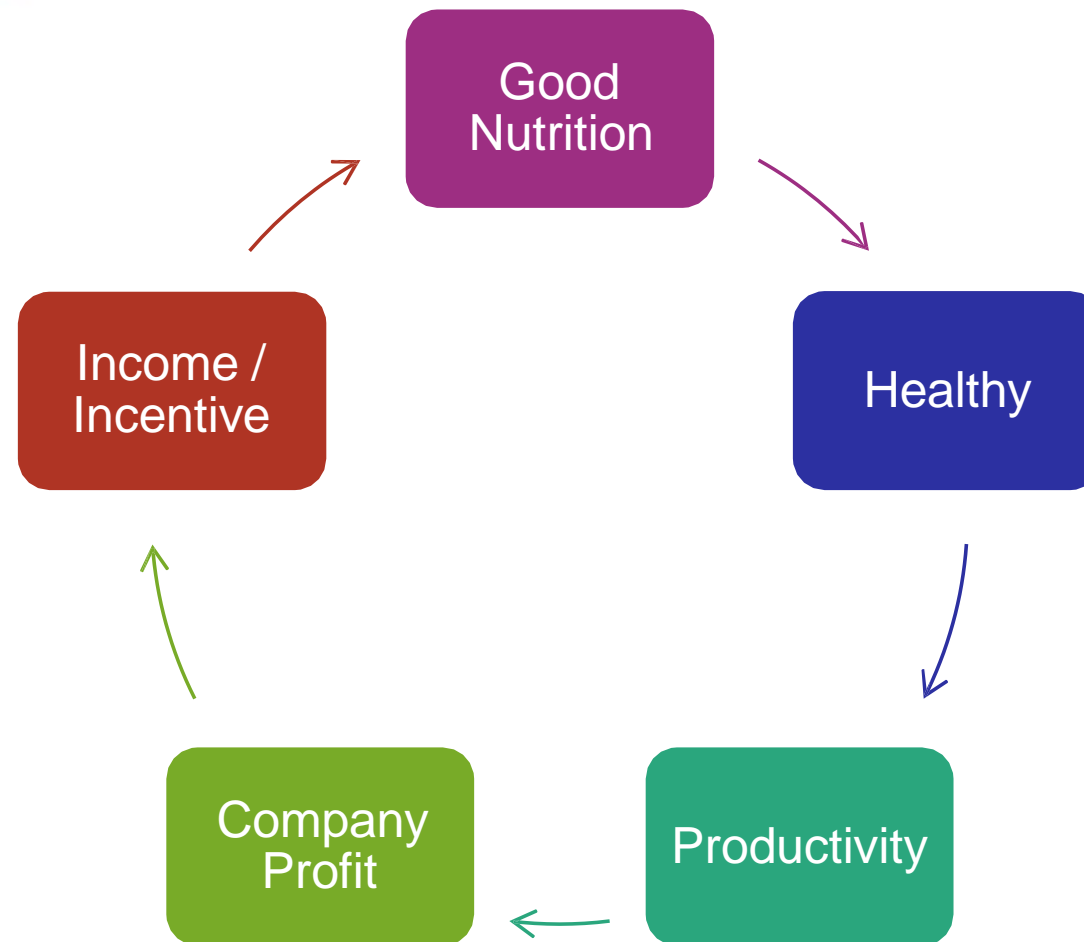 Good
Nutrition
Healthy
Productivity
Company
Profit
Income /
Incentive